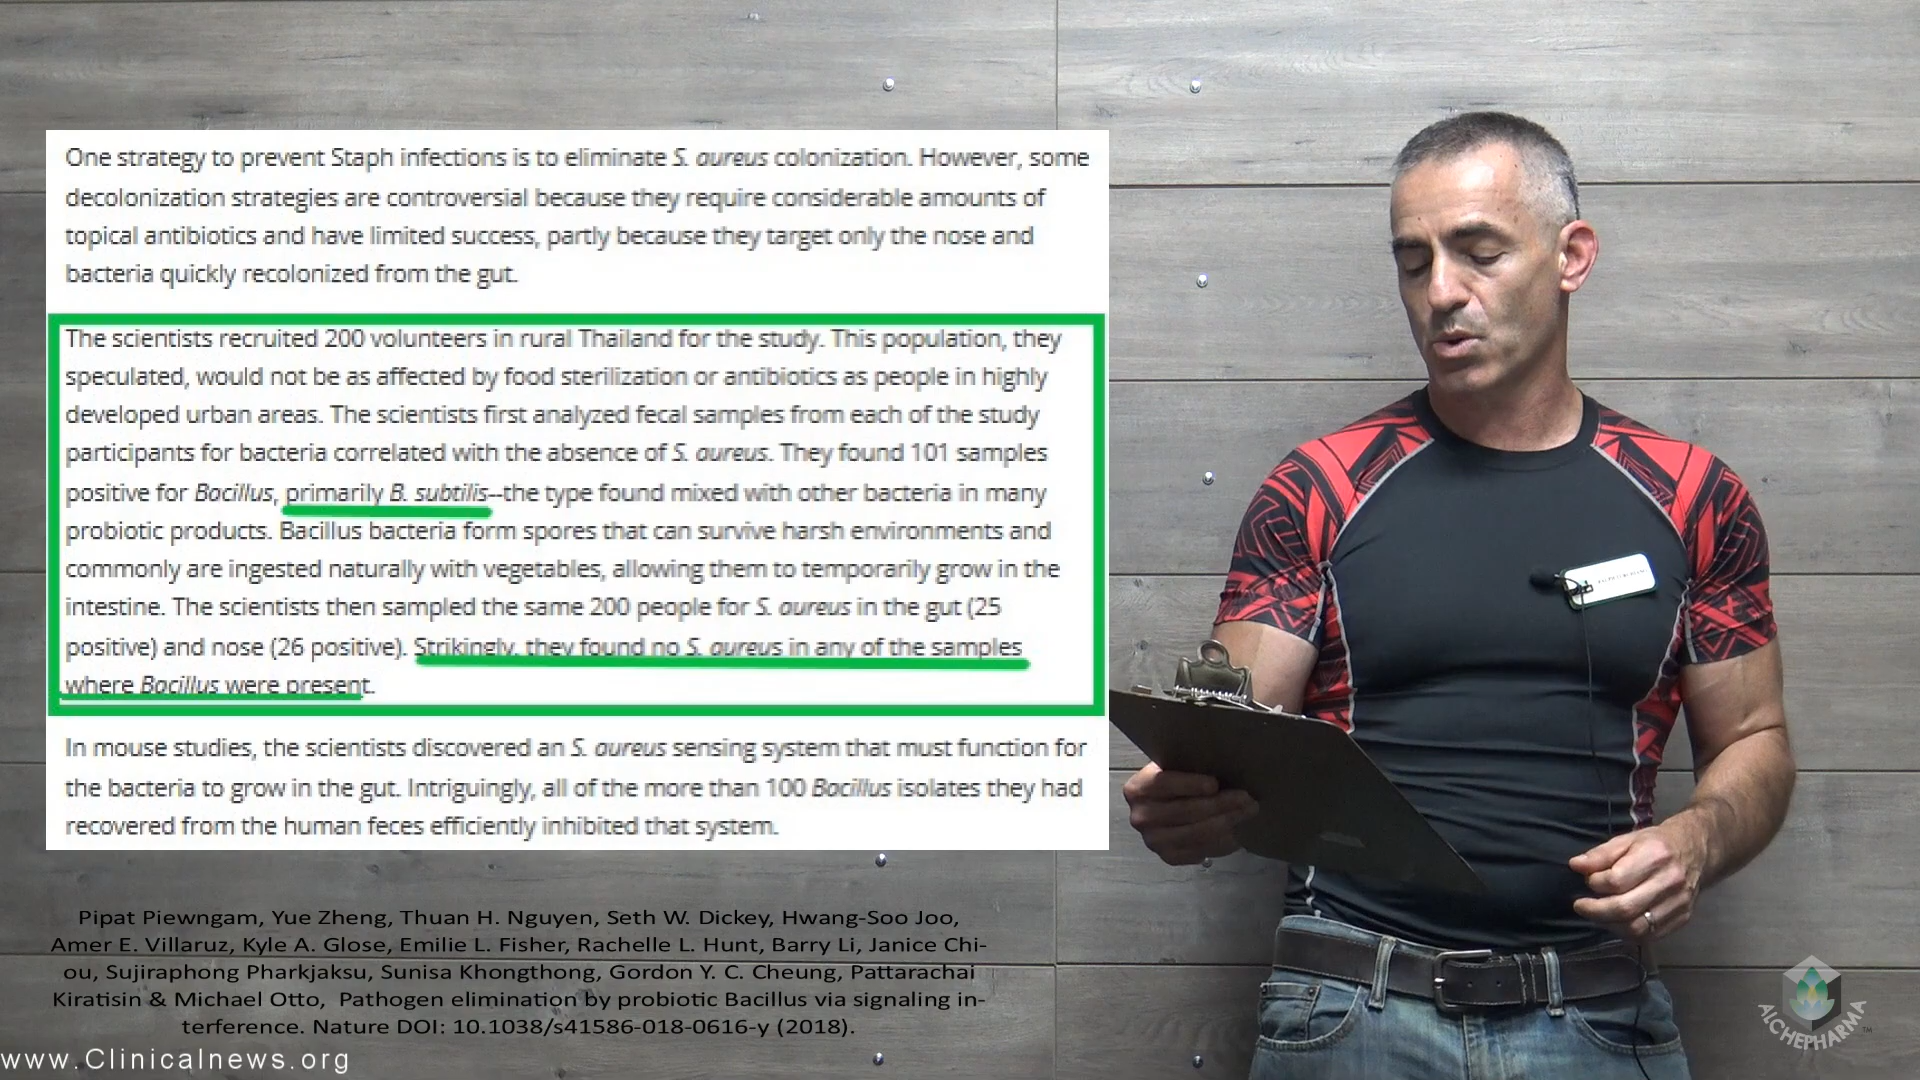 One strategy to prevent Staph infections is to eliminate S. aureus colonization. However, some
decolonization strategies are controversial because they require considerable amounts of
topical antibiotics and have limited success, partly because they target only the nose and
bacteria quickly recolonized from the gut.
The scientists recruited 200 volunteers in rural Thailand for the study. This population, they
speculated, would not be as affected by food sterilization or antibiotics as people in highly
developed urban areas. The scientists first analyzed fecal samples from each of the study
participants for bacteria correlated with the absence of S. aureus. They found 101 samples
positive for Bacillus, primarily B. subtilis--the type found mixed with other bacteria in many
probiotic products. Bacillus bacteria form spores that can survive harsh environments and
commonly are ingested naturally with vegetables, allowing them to temporarily grow in the
intestine. The scientists then sampled the same 200 people for S. aureus in the gut (25
positive) and nose (26 positive). Strikingly, they found no S. aureus in any of the samples
where Bacillus were present.
In mouse studies, the scientists discovered an S. aureus sensing system that must function for
the bacteria to grow in the gut. Intriguingly, all of the more than 100 Bacillus isolates they had
recovered from the human feces efficiently inhibited that system.
Pipat Piewngam, Yue Zheng, Thuan H. Nguyen, Seth W. Dickey, Hwang-Soo Joo,
Amer E. Villaruz, Kyle A. Glose, Emilie L. Fisher, Rachelle L. Hunt, Barry Li, Janice Chi-
ou, Sujiraphong Pharkjaksu, Sunisa Khongthong, Gordon Y. C. Cheung, Pattarachai
Kiratisin & Michael Otto, Pathogen elimination by probiotic Bacillus via signaling in-
terference. Nature DOI: 10.1038/s41586-018-0616-y (2018).
www.Clinicalnews.org
ALCHEPHARMA TM